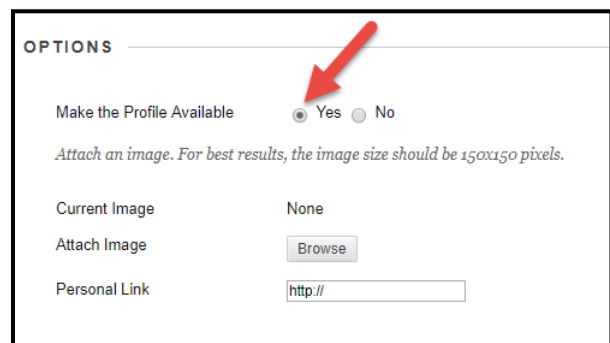 OPTIONS
Make the Profile Available Yes No
Attach an image. For best results, the image size should be 150x150 pixels.
Current Image None
Attach Image Browse
Personal Link http://